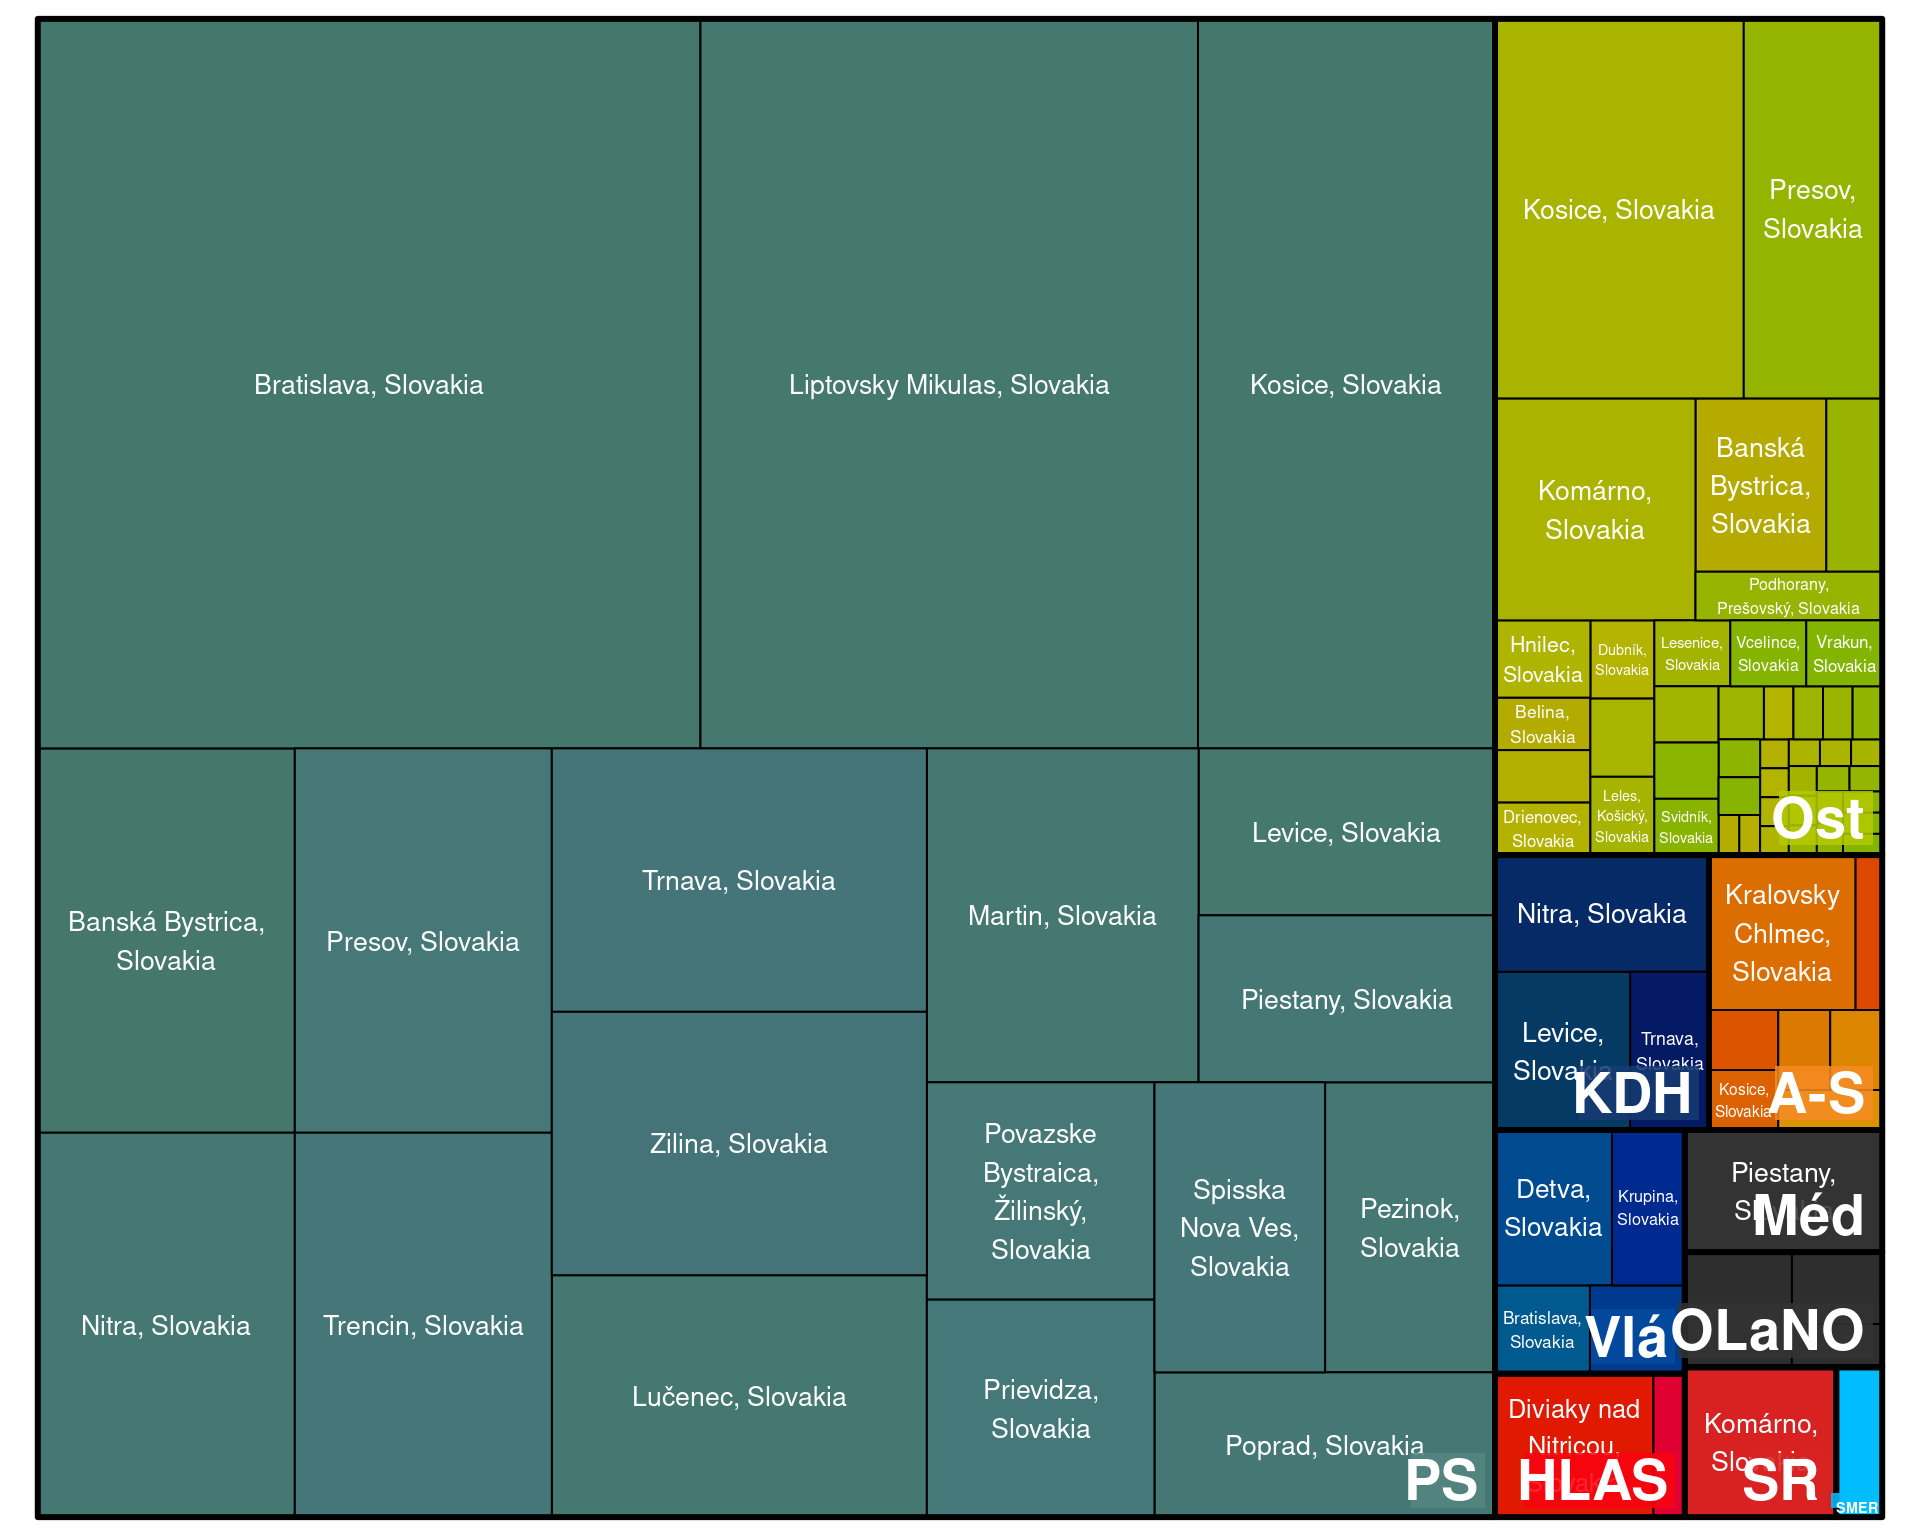 Bratislava, Slovakia
Liptovsky Mikulas, Slovakia
Kosice, Slovakia
Banská Bystrica,
Slovakia
Presov, Slovakia
Trnava, Slovakia
Martin, Slovakia
Levice, Slovakia
Piestany, Slovakia
Zilina, Slovakia
Povazske
Bystraica,
Žilinský,
Slovakia
Spisska
Nova Ves,
Slovakia
Pezinok,
Slovakia
Nitra, Slovakia
Trencin, Slovakia
Lučenec, Slovakia
Prievidza,
Slovakia
Poprad, Slovakia
PS
Kosice, Slovakia
Presov,
Slovakia
Komárno,
Slovakia
Banská
Bystrica,
Slovakia
Podhorany,
Prešovský, Slovakia
Hnilec,
Slovakia
Dubník,
Slovakia
Lesenice,
Slovakia
Vcelince,
Slovakia
Vrakun,
Slovakia
Belina,
Slovakia
Drienovec,
Slovakia
Leles,
Košický,
Slovakia
Svidník,
Slovakia
Ost
Nitra, Slovakia
Levice,
Slovakia
Trnava,
Slovakia
KDH
Kralovsky
Chlmec,
Slovakia
Kosice,
Slovakia
A-S
Detva,
Slovakia
Krupina,
Slovakia
Bratislava,
Slovakia
Vlá
Piestany,
Méd
OLaNO
Diviaky nad
Nitricou,
Slovakia
HLAS
Komárno,
Slovakia
SR
SMER